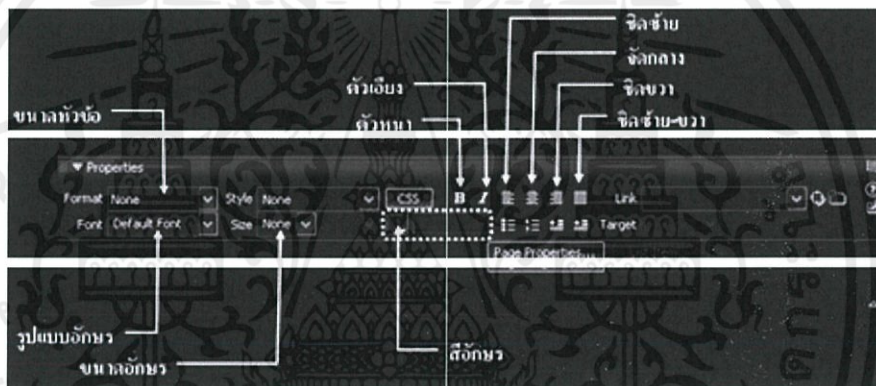 ชิดซ้าย
จัดกลาง
ตัวเอียง
ชิดขวา
ขนาดหัวข้อ
ตัวหนา
ชิดซ้าย-ขวา
Properties
Format None Style None CSS B I Link
Font Default Font Size None Target
Page Properties...
รูปแบบอักษร
ขนาดอักษร
สีอักษร